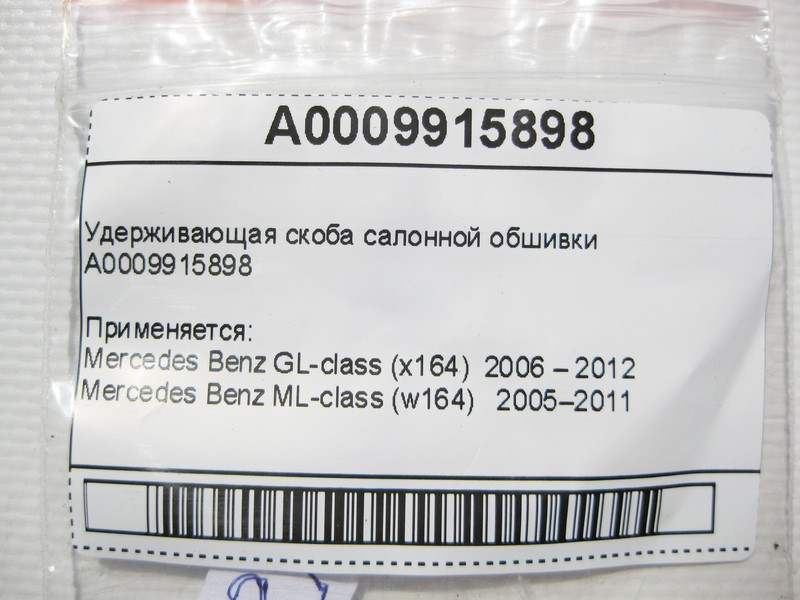 A0009915898
Удерживающая скоба салонной обшивки
A0009915898
Применяется:
Mercedes Benz GL-class (x164) 2006 – 2012
Mercedes Benz ML-class (w164) 2005–2011